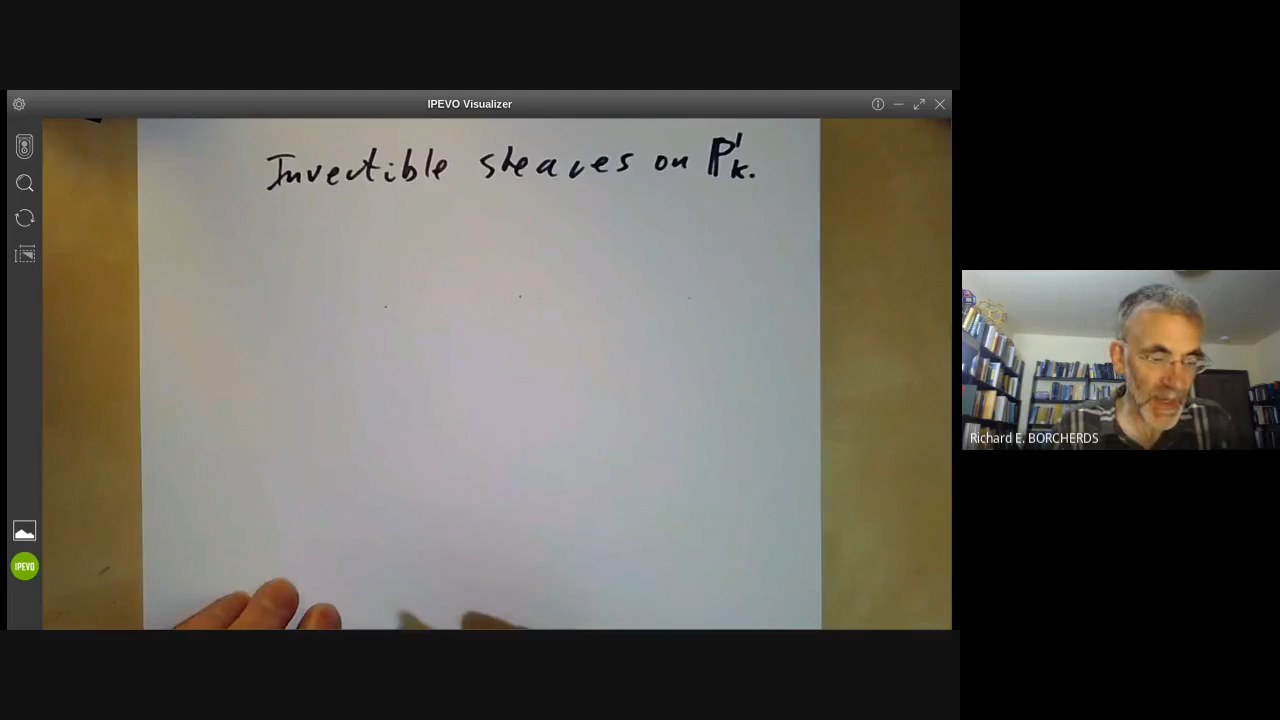 IPEVO Visualizer
Invertible sheaves on ℙ¹ₖ.
IPEVO
Richard E. BORCHERDS